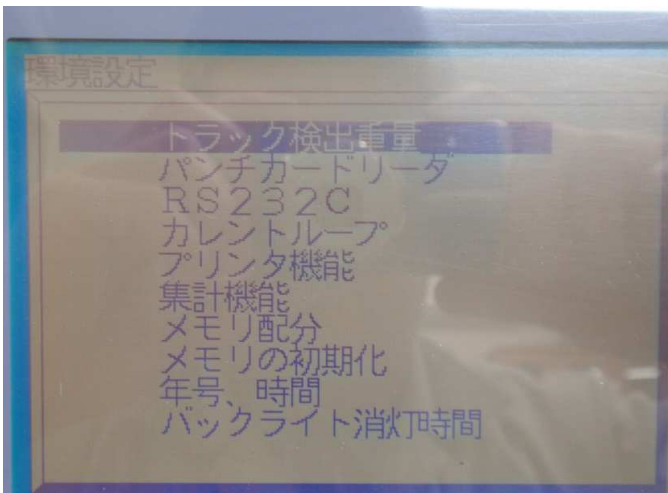 環境設定
トラック検出重量
パンチカードリーダ
RS232C
カレントループ
プリンタ機能
集計機能
メモリ配分
メモリの初期化
年号、時間
バックライト消灯時間